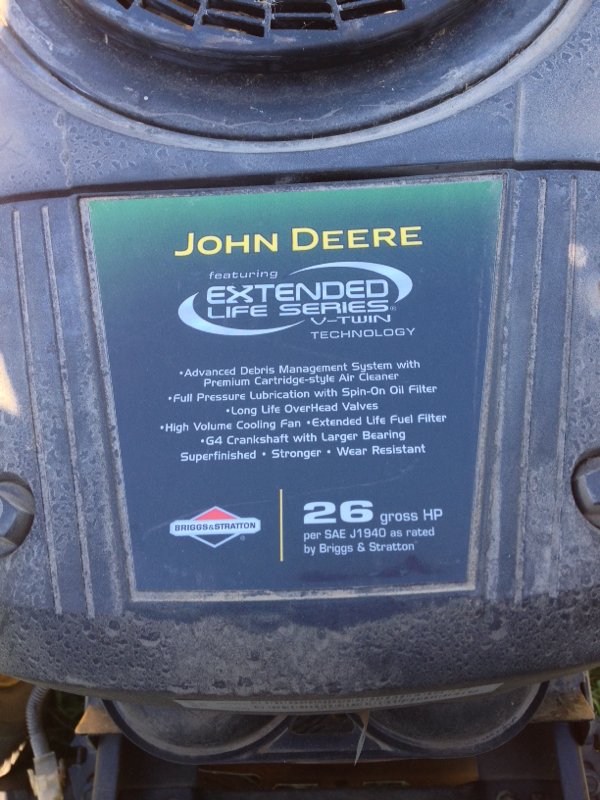 JOHN DEERE
featuring
EXTENDED
LIFE SERIES®
V-TWIN
TECHNOLOGY
•Advanced Debris Management System with
Premium Cartridge-style Air Cleaner
•Full Pressure Lubrication with Spin-On Oil Filter
•Long Life OverHead Valves
•High Volume Cooling Fan •Extended Life Fuel Filter
•G4 Crankshaft with Larger Bearing
Superfinished • Stronger • Wear Resistant
BRIGGS&STRATTON®
26 gross HP
per SAE J1940 as rated
by Briggs & Stratton